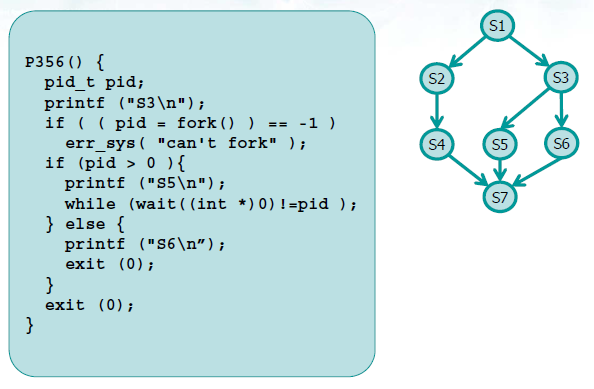 P356() {
pid_t pid;
printf ("S3\n");
if ( ( pid = fork() ) == -1 )
err_sys( "can't fork" );
if (pid > 0 ){
printf ("S5\n");
while (wait((int *)0)!=pid );
} else {
printf ("S6\n”);
exit (0);
}
exit (0);
}
S1
S2 S3
S4 S5 S6
S7